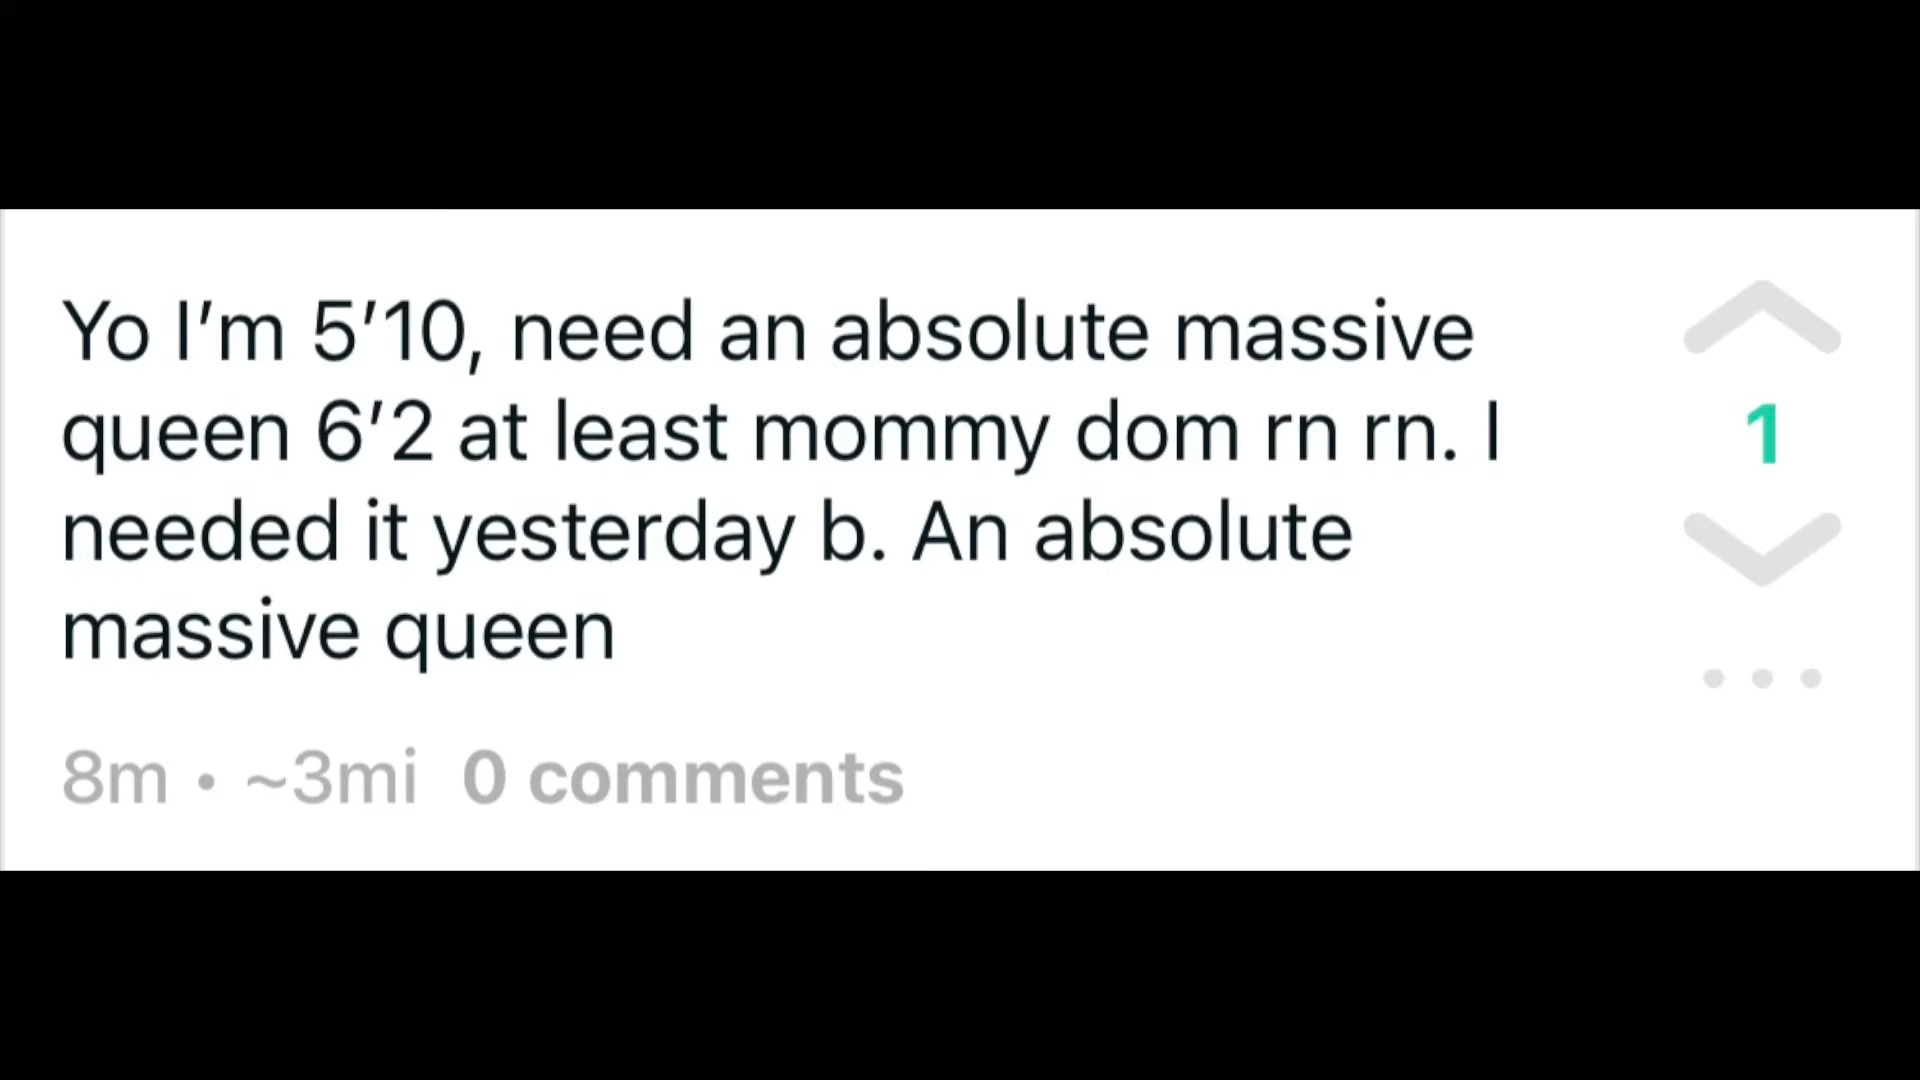 Yo I’m 5’10, need an absolute massive
queen 6’2 at least mommy dom rn rn. I
needed it yesterday b. An absolute
massive queen
1
8m • ~3mi 0 comments